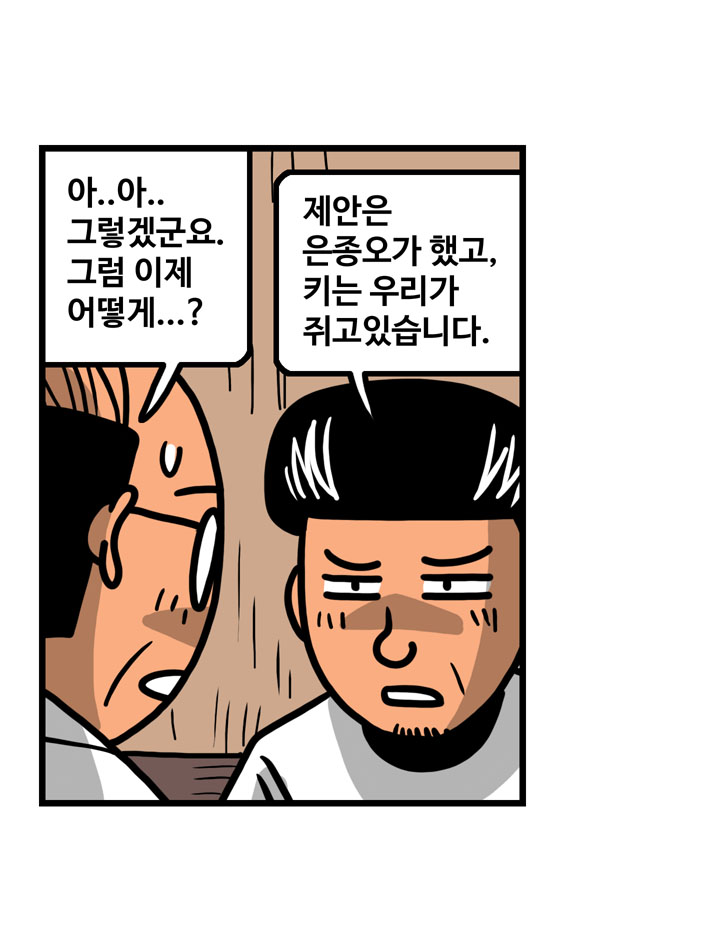 아..아..
그렇겠군요.
그럼 이제
어떻게...?
제안은
은종오가 했고,
키는 우리가
쥐고있습니다.